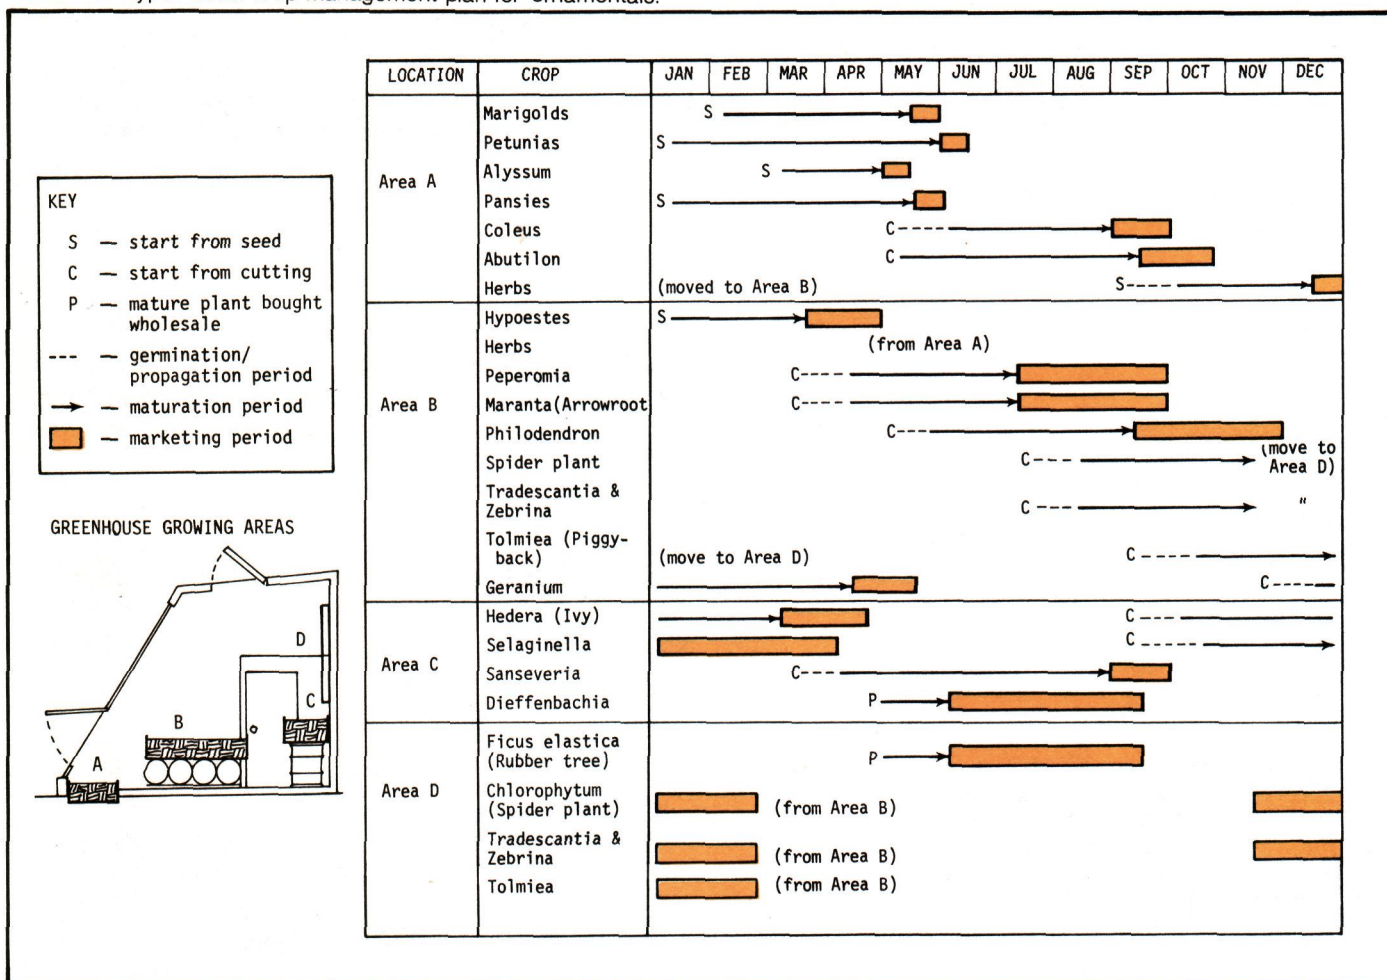 management plan for ornamentals.
LOCATION CROP JAN FEB MAR APR MAY JUN JUL AUG SEP OCT NOV DEC
Area A
Marigolds S
Petunias S
Alyssum S
Pansies S
Coleus C
Abutilon C
Herbs (moved to Area B) S
Area B
Hypoestes S
Herbs (from Area A)
Peperomia C
Maranta(Arrowroot C
Philodendron C
Spider plant C (move to
Area D)
Tradescantia &
Zebrina C "
Tolmiea (Piggy-
back) (move to Area D) C
Geranium C
Area C
Hedera (Ivy) C
Selaginella C
Sanseveria C
Dieffenbachia P
Area D
Ficus elastica
(Rubber tree) P
Chlorophytum
(Spider plant) (from Area B)
Tradescantia &
Zebrina (from Area B)
Tolmiea (from Area B)
KEY
S — start from seed
C — start from cutting
P — mature plant bought
wholesale
--- — germination/
propagation period
— maturation period
— marketing period
GREENHOUSE GROWING AREAS
D
C
B
A